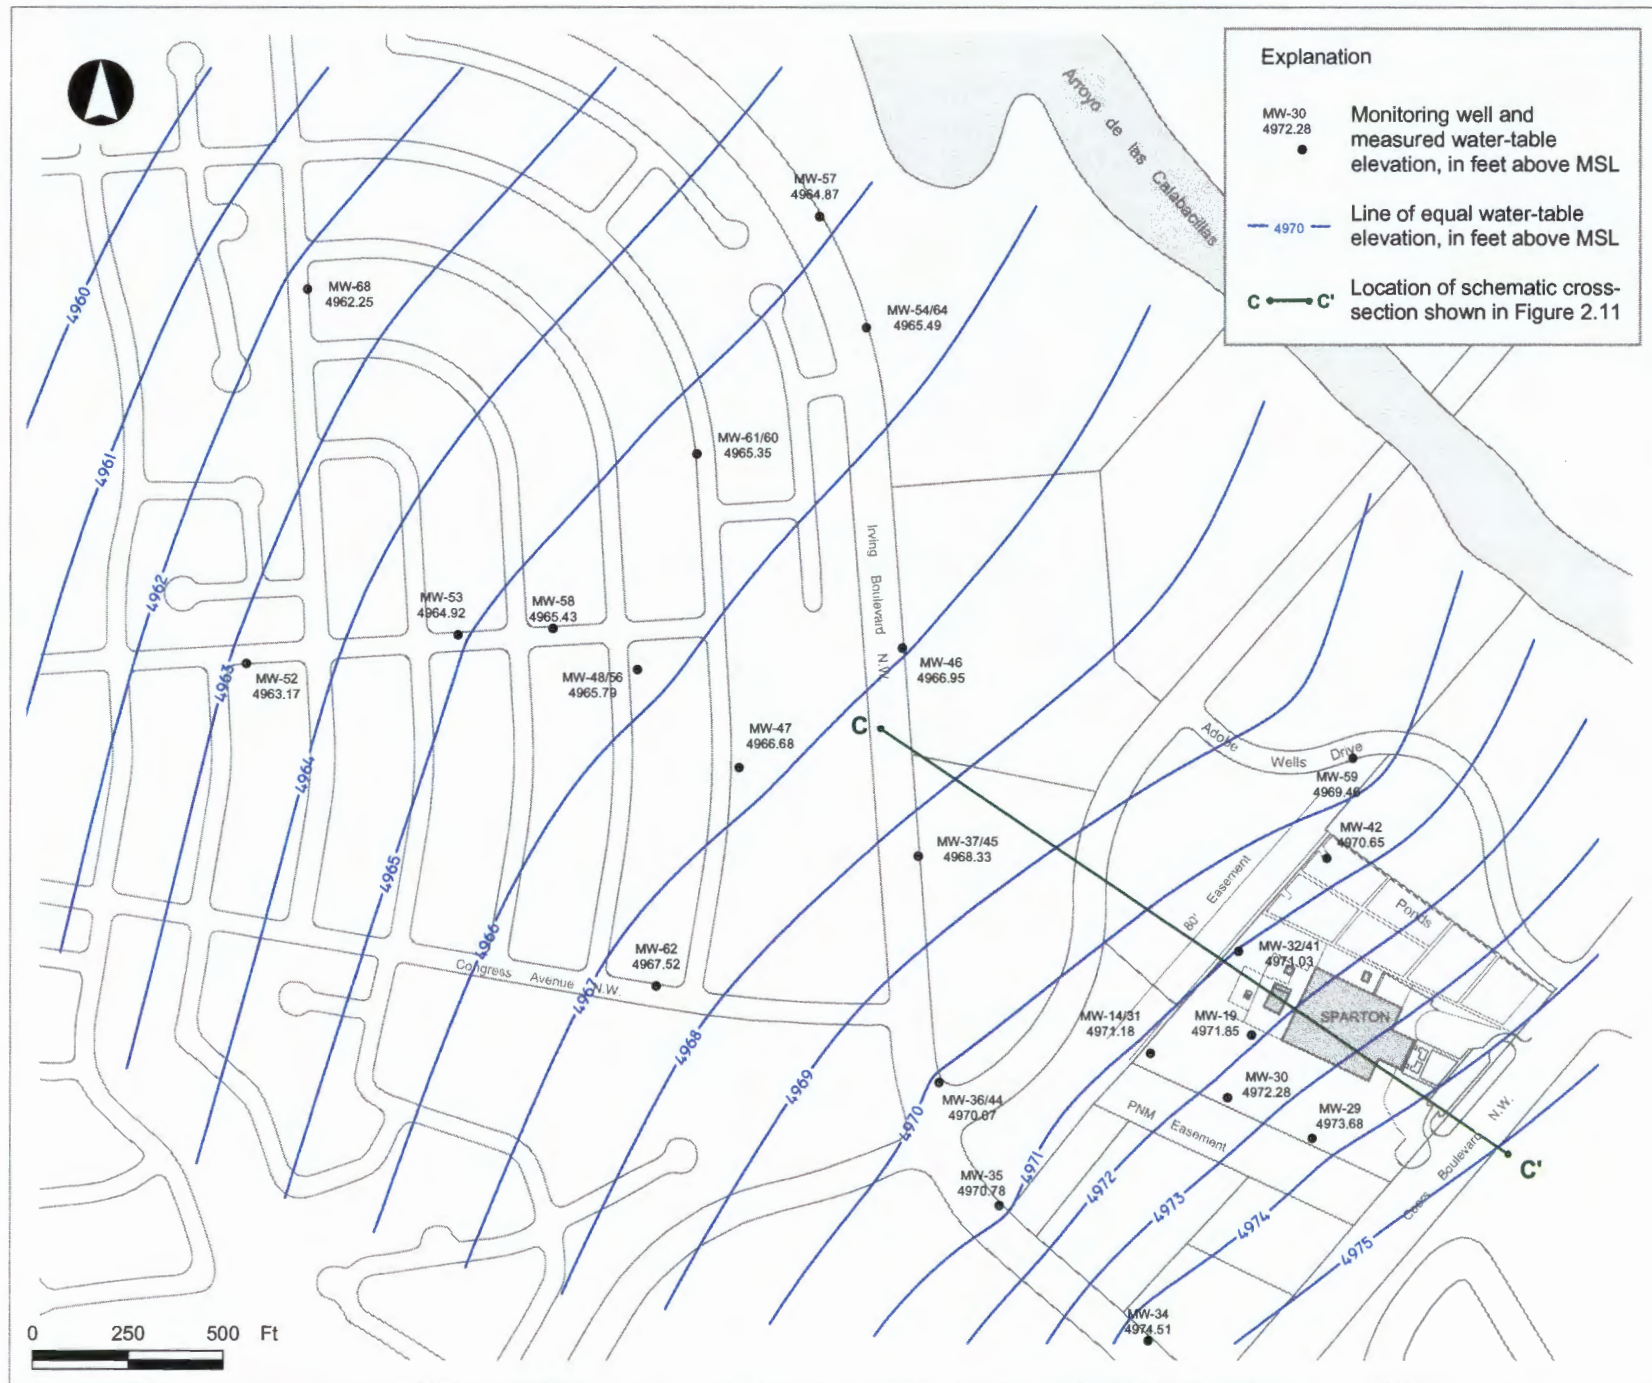 Explanation
MW-30
4972.28
Monitoring well and
measured water-table
elevation, in feet above MSL
4970
Line of equal water-table
elevation, in feet above MSL
C
C'
Location of schematic cross-
section shown in Figure 2.11
Arroyo de las Calabacillas
MW-57
4964.87
MW-68
4962.25
MW-54/64
4965.49
MW-61/60
4965.35
4960
4961
4962
4963
4964
4965
4966
4967
4968
4969
4970
4971
4972
4973
4974
4975
Irving Boulevard N.W.
MW-53
4964.92
MW-58
4965.43
MW-52
4963.17
MW-48/56
4965.79
MW-46
4966.95
MW-47
4966.68
C
Adobe Wells Drive
MW-59
4969.46
MW-42
4970.65
MW-37/45
4968.33
80' Easement
Ponds
MW-62
4967.52
Congress Avenue N.W.
MW-32/41
4971.03
MW-14/31
4971.18
MW-19
4971.85
SPARTON
MW-30
4972.28
MW-36/44
4970.07
PNM Easement
MW-29
4973.68
Coors Boulevard N.W.
C'
MW-35
4970.78
MW-34
4974.51
0 250 500 Ft